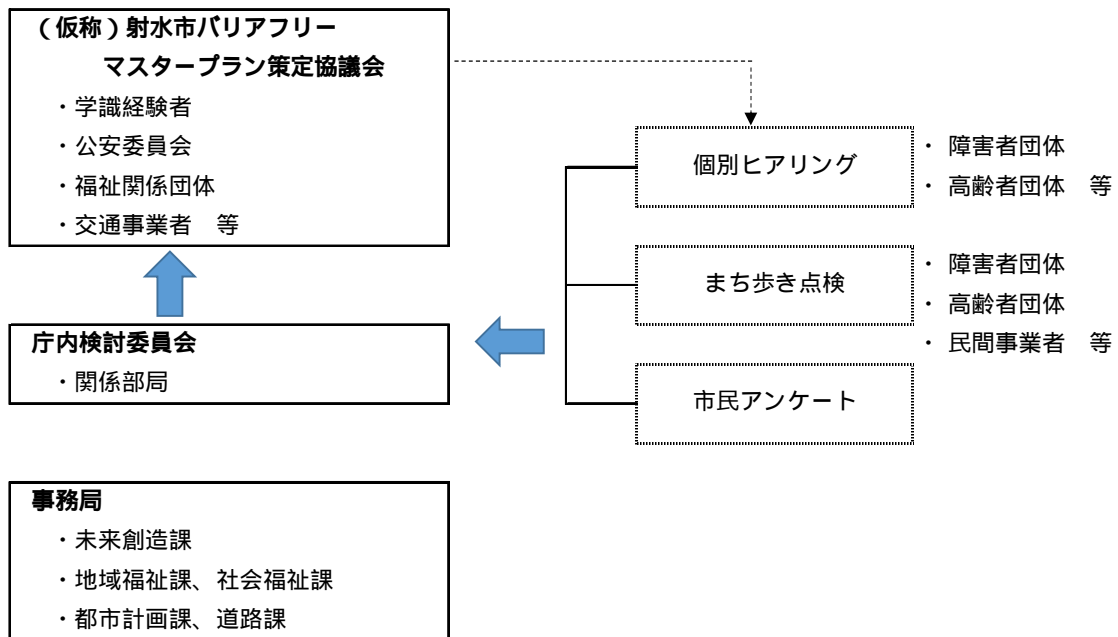 （仮称）射水市バリアフリー
マスタープラン策定協議会
・学識経験者
・公安委員会
・福祉関係団体
・交通事業者　等
庁内検討委員会
・関係部局
事務局
・未来創造課
・地域福祉課、社会福祉課
・都市計画課、道路課
個別ヒアリング
・ 障害者団体
・ 高齢者団体　等
まち歩き点検
・ 障害者団体
・ 高齢者団体
・ 民間事業者　等
市民アンケート